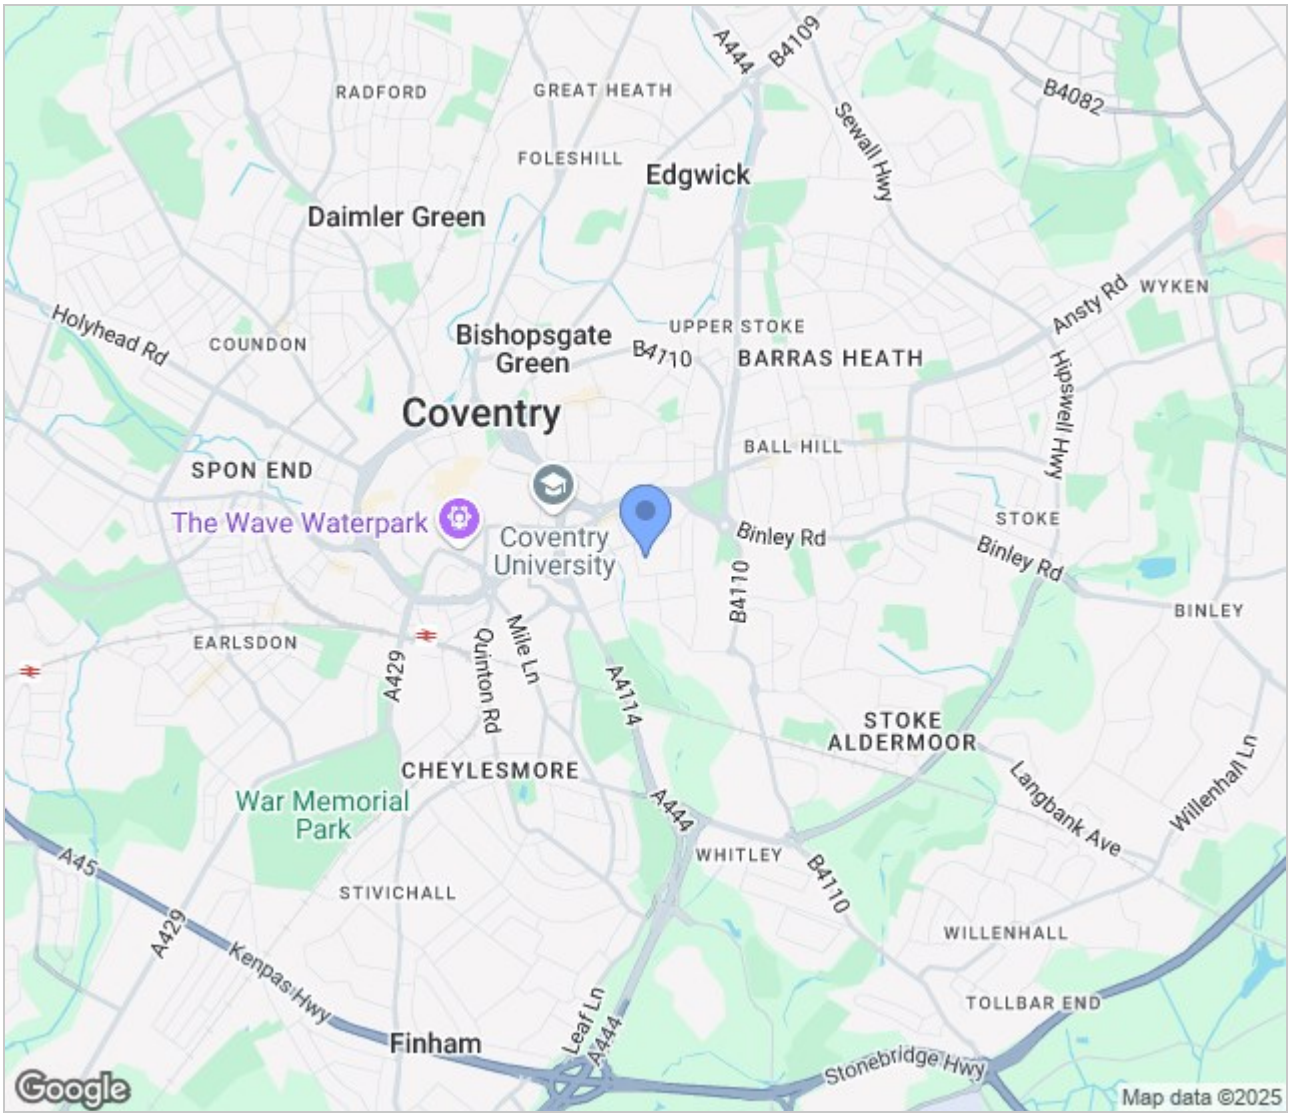 A444
B4109
RADFORD
GREAT HEATH
B4082
Sewall Hwy
FOLESHILL
Edgwick
Daimler Green
WYKEN
Ansty Rd
Holyhead Rd
COUNDON
Bishopsgate
Green
UPPER STOKE
B4110
BARRAS HEATH
Hipswell Hwy
Coventry
BALL HILL
SPON END
The Wave Waterpark
Coventry
University
Binley Rd
STOKE
Binley Rd
B4110
BINLEY
EARLSDON
A429
Quinton Rd
Mile Ln
A4114
STOKE
ALDERMOOR
CHEYLESMORE
Langbank Ave
Willenhall Ln
War Memorial
Park
A444
WHITLEY
B4110
A45
STIVICHALL
A429
WILLENHALL
Kenpas Hwy
TOLLBAR END
Leaf Ln
A444
Finham
Stonebridge Hwy
Google
Map data ©2025